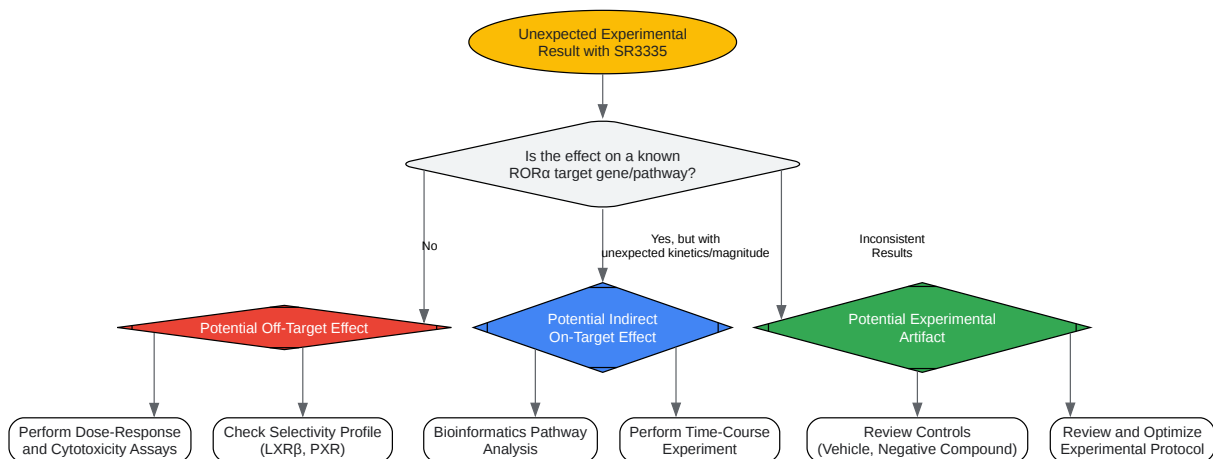 Unexpected Experimental
Result with SR3335
Is the effect on a known
RORα target gene/pathway?
No
Yes, but with
unexpected kinetics/magnitude
Inconsistent
Results
Potential Off-Target Effect
Potential Indirect
On-Target Effect
Potential Experimental
Artifact
Perform Dose-Response
and Cytotoxicity Assays
Check Selectivity Profile
(LXRβ, PXR)
Bioinformatics Pathway
Analysis
Perform Time-Course
Experiment
Review Controls
(Vehicle, Negative Compound)
Review and Optimize
Experimental Protocol